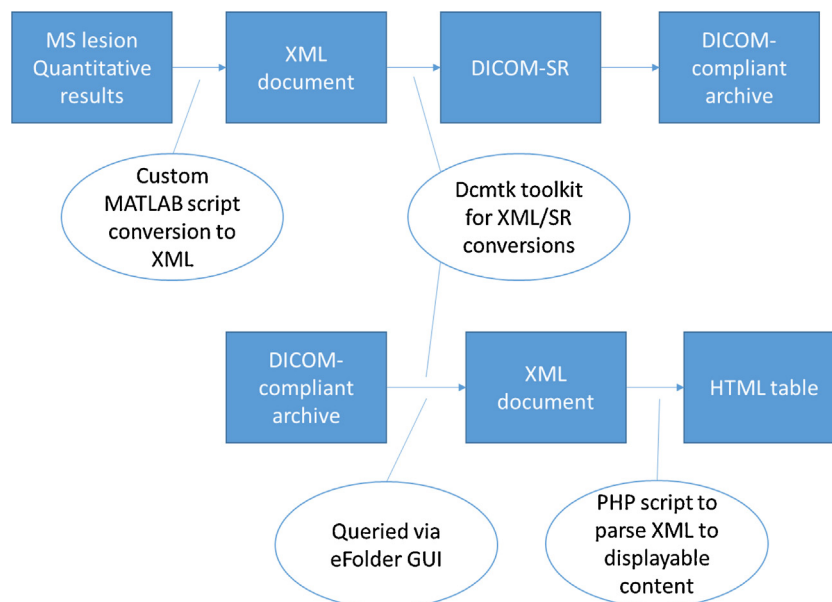 MS lesion
Quantitative
results
XML
document
DICOM-SR
DICOM-
compliant
archive
Custom
MATLAB script
conversion to
XML
Dcmtk toolkit
for XML/SR
conversions
DICOM-
compliant
archive
XML
document
HTML table
Queried via
eFolder GUI
PHP script to
parse XML to
displayable
content